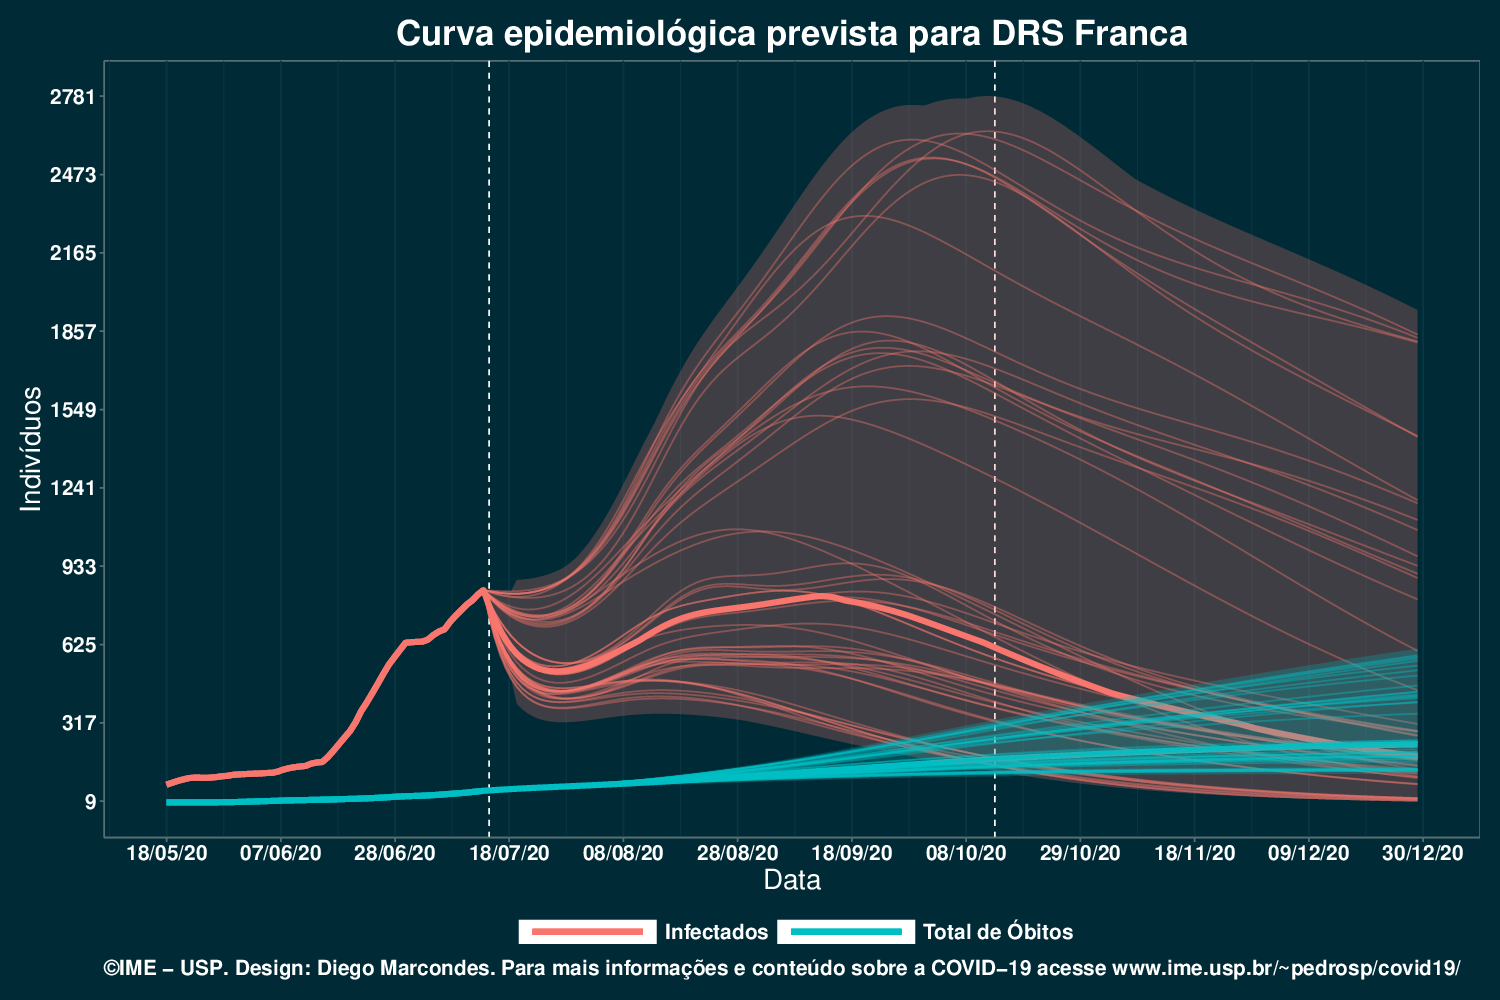 Curva epidemiológica prevista para DRS Franca
2781
2473
2165
1857
1549
1241
933
625
317
9
Indivíduos
18/05/20 07/06/20 28/06/20 18/07/20 08/08/20 28/08/20 18/09/20 08/10/20 29/10/20 18/11/20 09/12/20 30/12/20
Data
Infectados Total de Óbitos
©IME − USP. Design: Diego Marcondes. Para mais informações e conteúdo sobre a COVID−19 acesse www.ime.usp.br/~pedrosp/covid19/